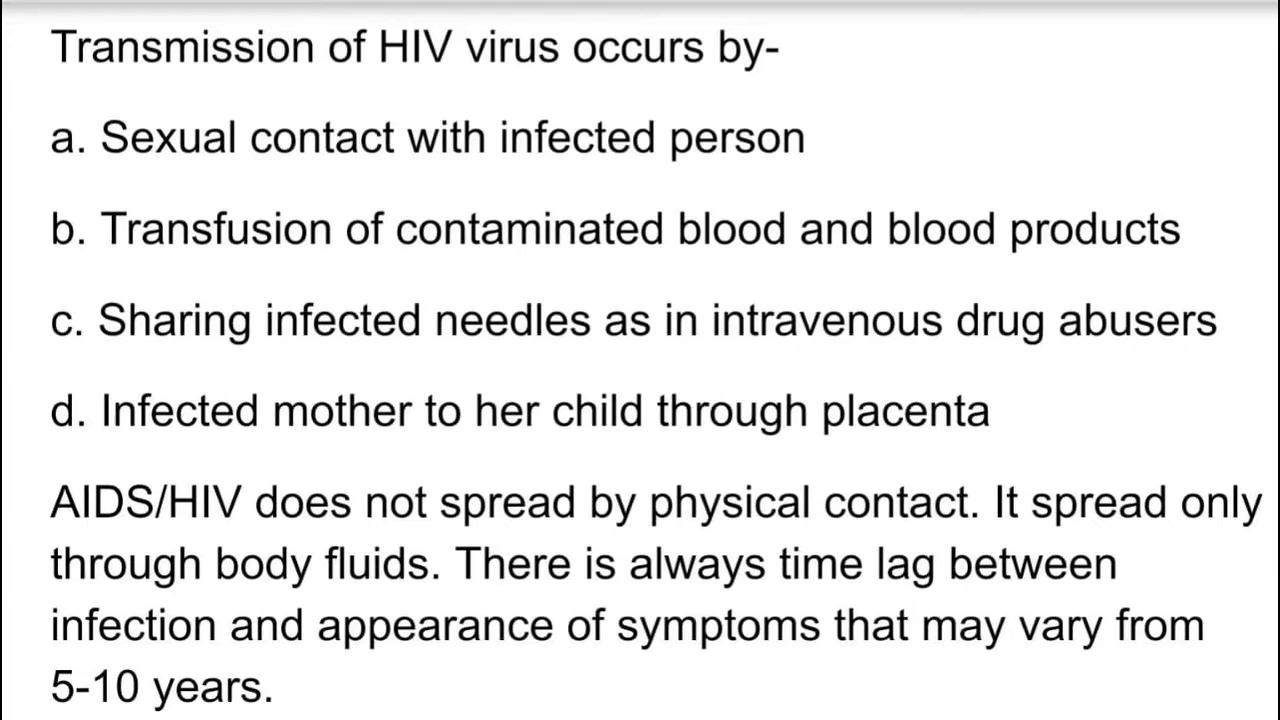 Transmission of HIV virus occurs by-
a. Sexual contact with infected person
b. Transfusion of contaminated blood and blood products
c. Sharing infected needles as in intravenous drug abusers
d. Infected mother to her child through placenta
AIDS/HIV does not spread by physical contact. It spread only
through body fluids. There is always time lag between
infection and appearance of symptoms that may vary from
5-10 years.